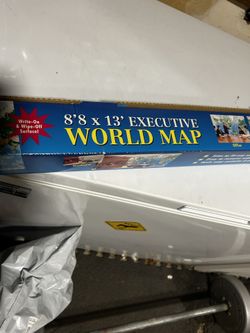 Write-On
& Wipe-Off
Surface!
8'8 x 13' EXECUTIVE
WORLD MAP